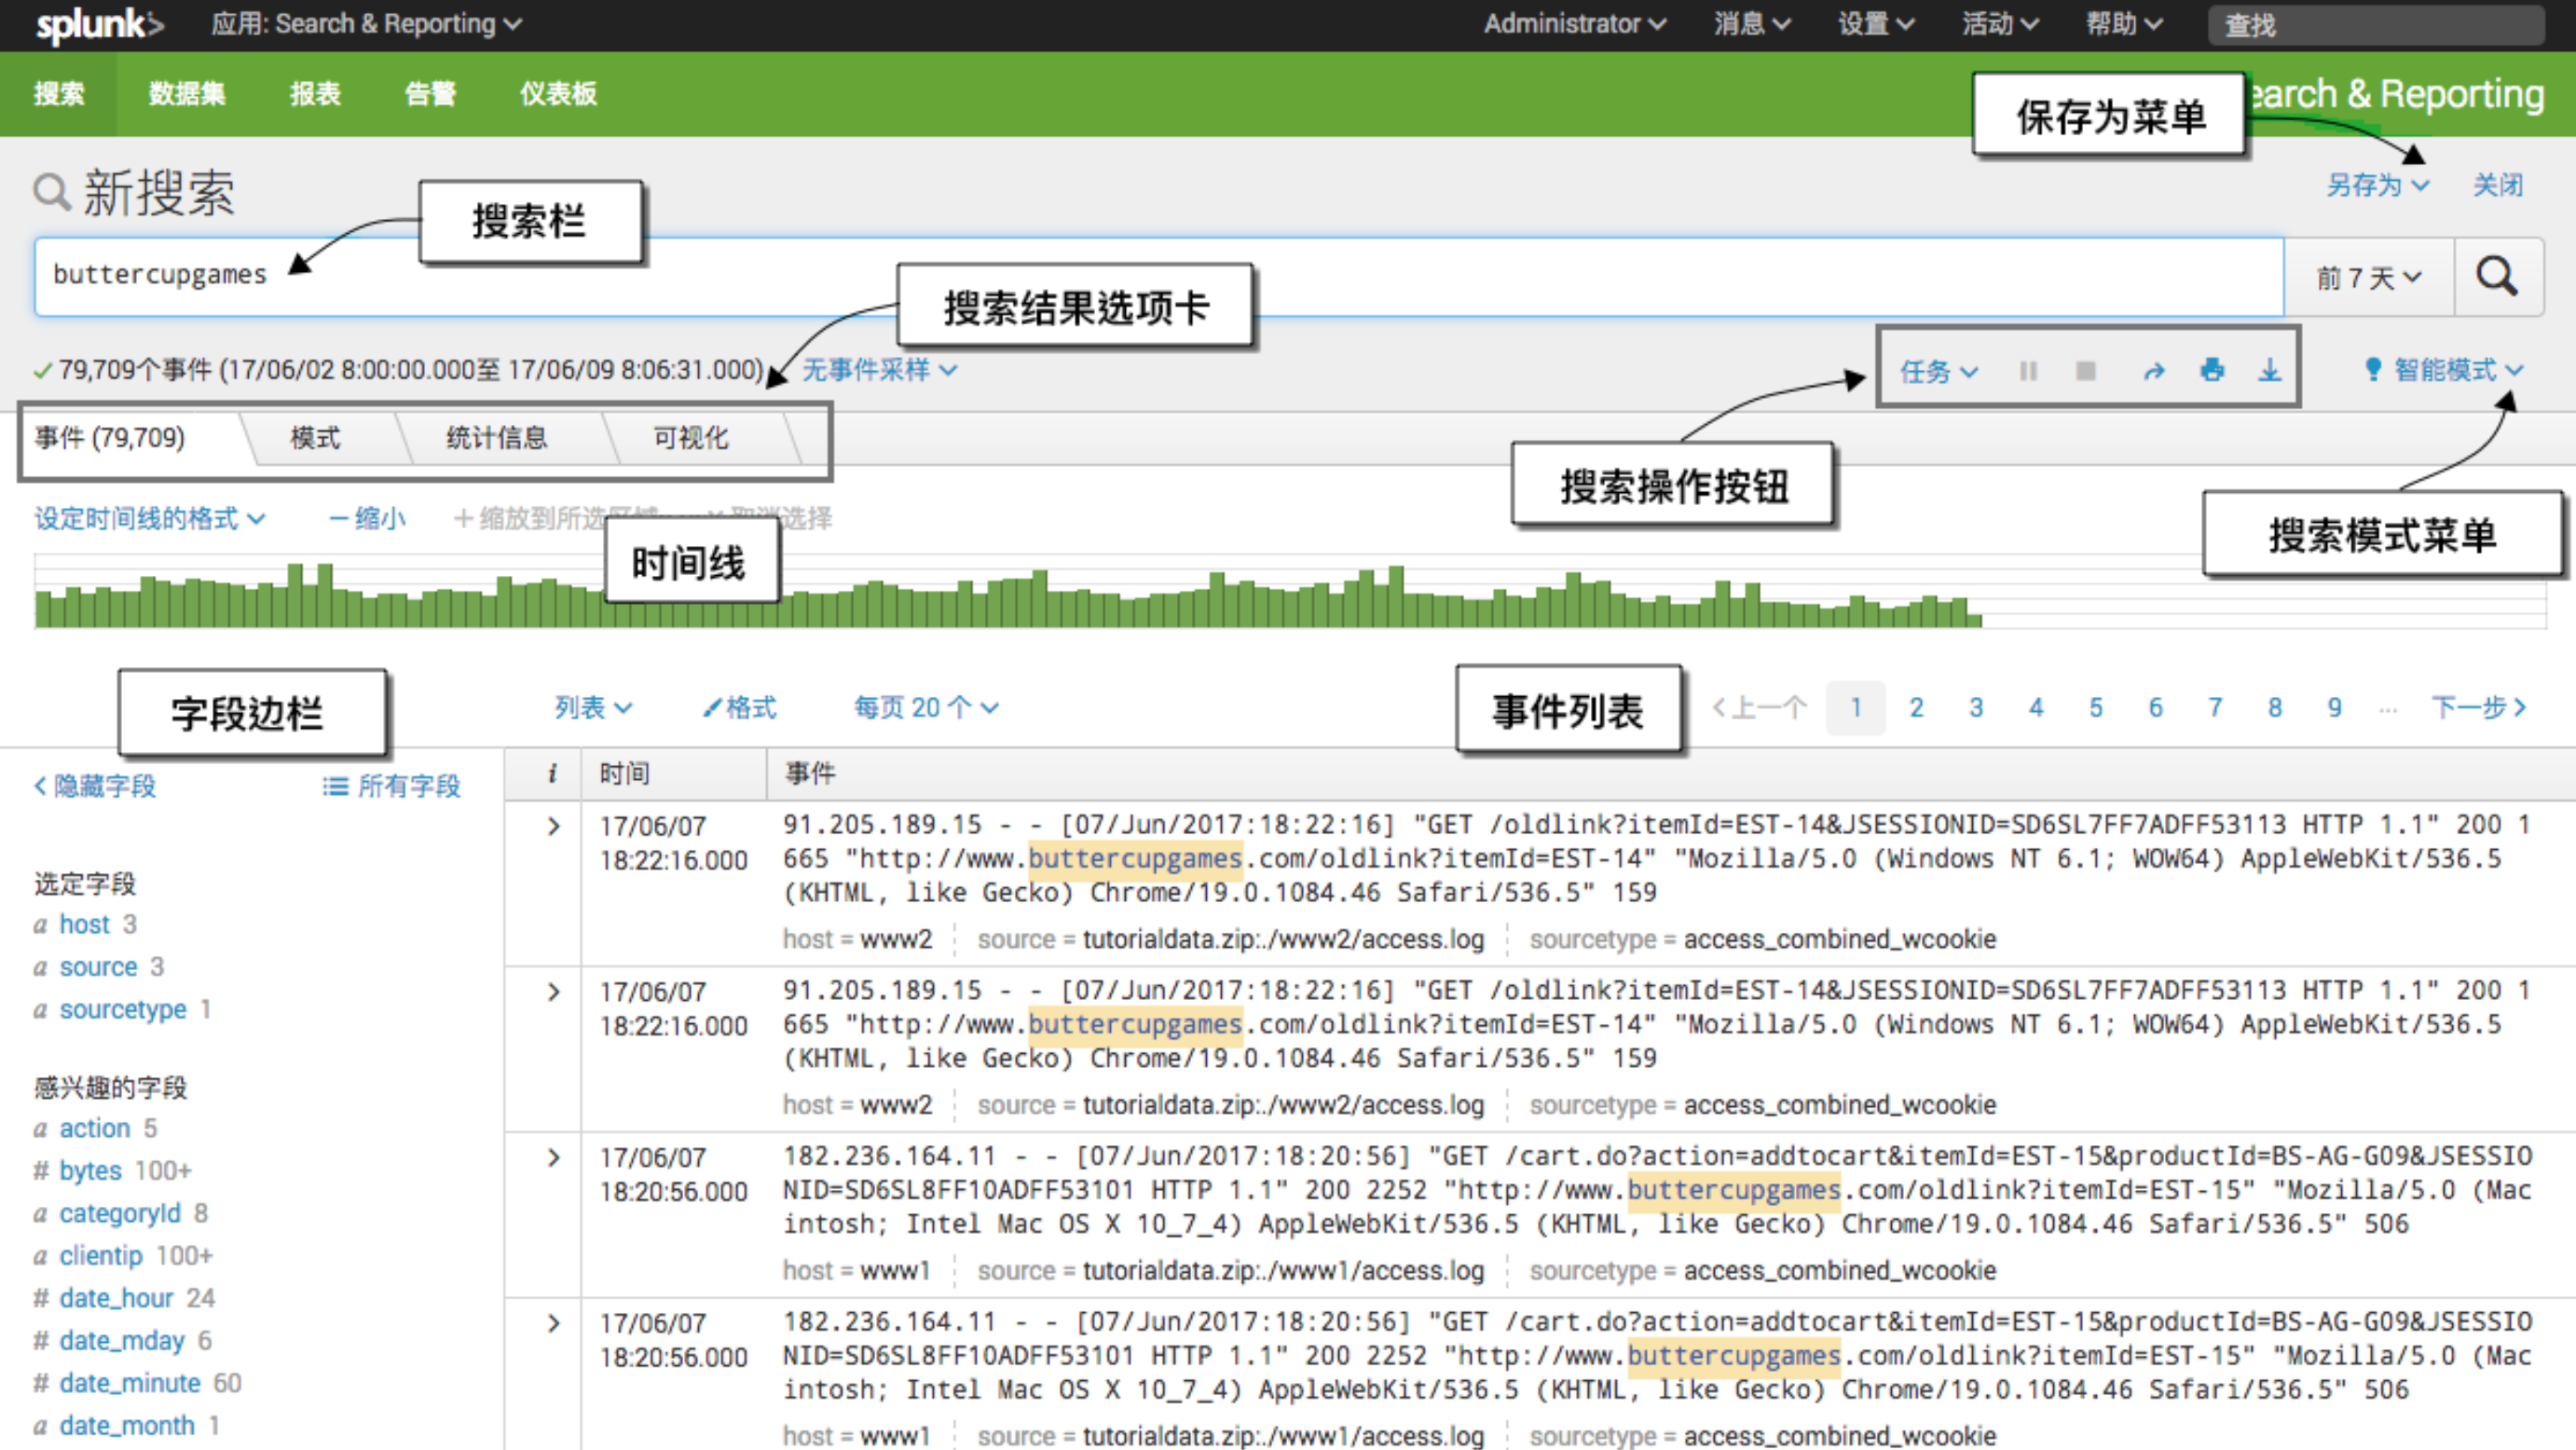 splunk> 应用: Search & Reporting Administrator 消息 设置 活动 帮助 查找
搜索 数据集 报表 告警 仪表板 earch & Reporting
保存为菜单
新搜索 另存为 关闭
搜索栏
buttercupgames 前 7 天
搜索结果选项卡
79,709个事件 (17/06/02 8:00:00.000至 17/06/09 8:06:31.000) 无事件采样 任务 智能模式
事件 (79,709) 模式 统计信息 可视化
搜索操作按钮
搜索模式菜单
设定时间线的格式 — 缩小 + 缩放到所选 选择
时间线
字段边栏 列表 格式 每页 20 个 事件列表 <上一个 1 2 3 4 5 6 7 8 9 ... 下一步>
<隐藏字段 所有字段 i 时间 事件
选定字段
a host 3
a source 3
a sourcetype 1
感兴趣的字段
a action 5
# bytes 100+
a categoryId 8
a clientip 100+
# date_hour 24
# date_mday 6
# date_minute 60
a date_month 1
> 17/06/07 91.205.189.15 - - [07/Jun/2017:18:22:16] "GET /oldlink?itemId=EST-14&JSESSIONID=SD6SL7FF7ADFF53113 HTTP 1.1" 200 1
18:22:16.000 665 "http://www.buttercupgames.com/oldlink?itemId=EST-14" "Mozilla/5.0 (Windows NT 6.1; WOW64) AppleWebKit/536.5
(KHTML, like Gecko) Chrome/19.0.1084.46 Safari/536.5" 159
host = www2 source = tutorialdata.zip:./www2/access.log sourcetype = access_combined_wcookie
> 17/06/07 91.205.189.15 - - [07/Jun/2017:18:22:16] "GET /oldlink?itemId=EST-14&JSESSIONID=SD6SL7FF7ADFF53113 HTTP 1.1" 200 1
18:22:16.000 665 "http://www.buttercupgames.com/oldlink?itemId=EST-14" "Mozilla/5.0 (Windows NT 6.1; WOW64) AppleWebKit/536.5
(KHTML, like Gecko) Chrome/19.0.1084.46 Safari/536.5" 159
host = www2 source = tutorialdata.zip:./www2/access.log sourcetype = access_combined_wcookie
> 17/06/07 182.236.164.11 - - [07/Jun/2017:18:20:56] "GET /cart.do?action=addtocart&itemId=EST-15&productId=BS-AG-G09&JSESSIO
18:20:56.000 NID=SD6SL8FF10ADFF53101 HTTP 1.1" 200 2252 "http://www.buttercupgames.com/oldlink?itemId=EST-15" "Mozilla/5.0 (Mac
intosh; Intel Mac OS X 10_7_4) AppleWebKit/536.5 (KHTML, like Gecko) Chrome/19.0.1084.46 Safari/536.5" 506
host = www1 source = tutorialdata.zip:./www1/access.log sourcetype = access_combined_wcookie
> 17/06/07 182.236.164.11 - - [07/Jun/2017:18:20:56] "GET /cart.do?action=addtocart&itemId=EST-15&productId=BS-AG-G09&JSESSIO
18:20:56.000 NID=SD6SL8FF10ADFF53101 HTTP 1.1" 200 2252 "http://www.buttercupgames.com/oldlink?itemId=EST-15" "Mozilla/5.0 (Mac
intosh; Intel Mac OS X 10_7_4) AppleWebKit/536.5 (KHTML, like Gecko) Chrome/19.0.1084.46 Safari/536.5" 506
host = www1 source = tutorialdata.zip:./www1/access.log sourcetype = access_combined_wcookie